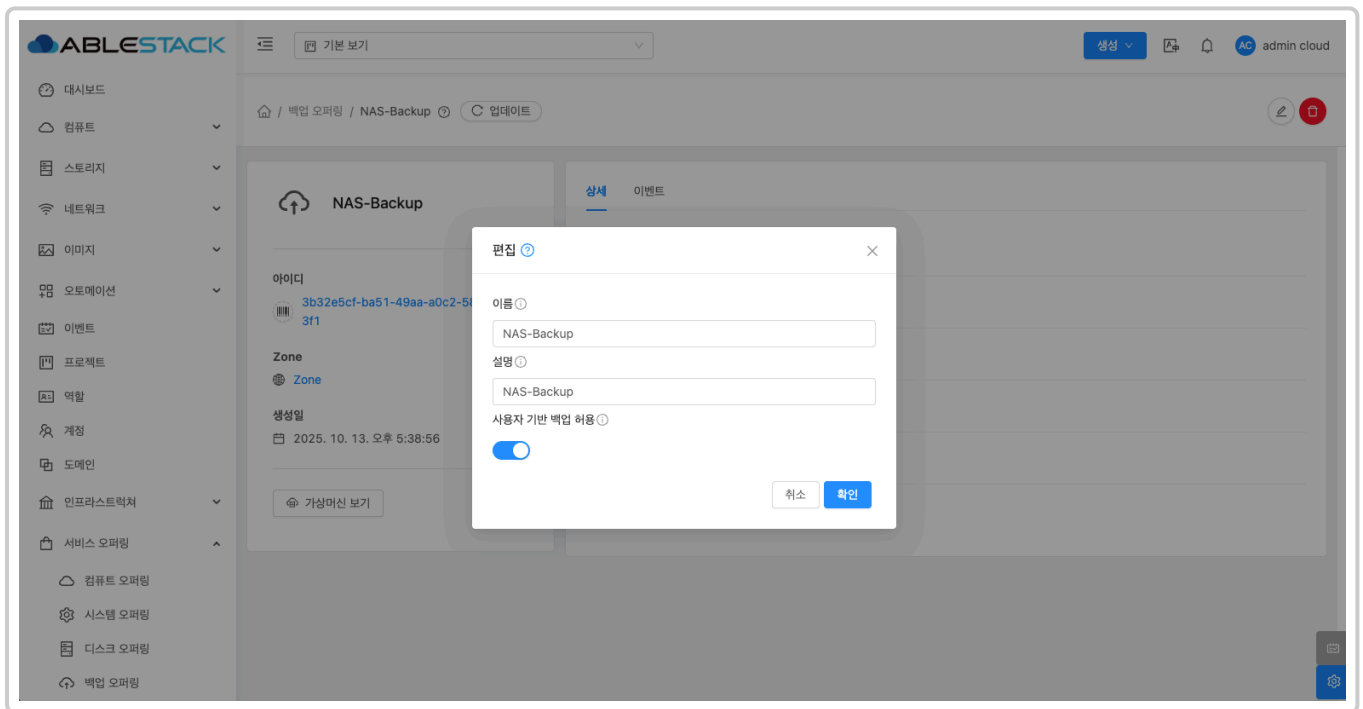 ABLESTACK
기본 보기
생성
AC
admin cloud
대시보드
컴퓨트
스토리지
네트워크
이미지
오토메이션
이벤트
프로젝트
역할
계정
도메인
인프라스트럭쳐
서비스 오퍼링
컴퓨트 오퍼링
시스템 오퍼링
디스크 오퍼링
백업 오퍼링
/ 백업 오퍼링 / NAS-Backup
업데이트
NAS-Backup
아이디
3b32e5cf-ba51-49aa-a0c2-58
3f1
Zone
Zone
생성일
2025. 10. 13. 오후 5:38:56
가상머신 보기
상세
이벤트
편집
이름
NAS-Backup
설명
NAS-Backup
사용자 기반 백업 허용
취소
확인